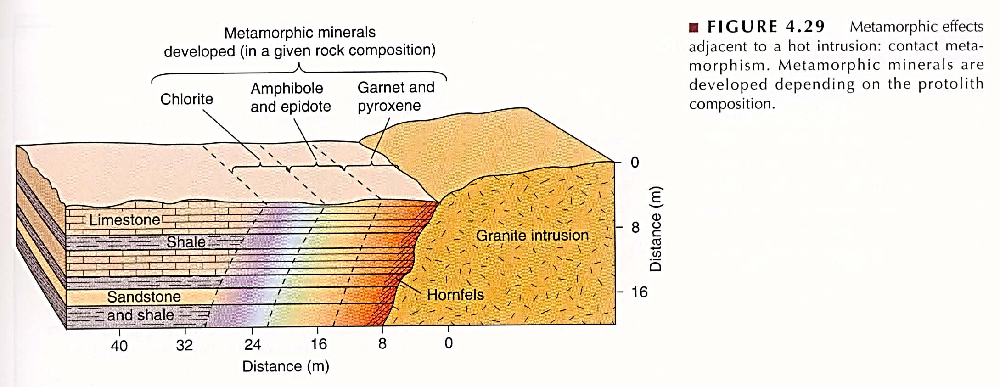 Metamorphic minerals
developed (in a given rock composition)
Chlorite
Amphibole
and epidote
Garnet and
pyroxene
Limestone
Shale
Sandstone
and shale
Granite intrusion
Hornfels
0
8
16
Distance (m)
40 32 24 16 8 0
Distance (m)
■ FIGURE 4.29 Metamorphic effects
adjacent to a hot intrusion: contact meta-
morphism. Metamorphic minerals are
developed depending on the protolith
composition.